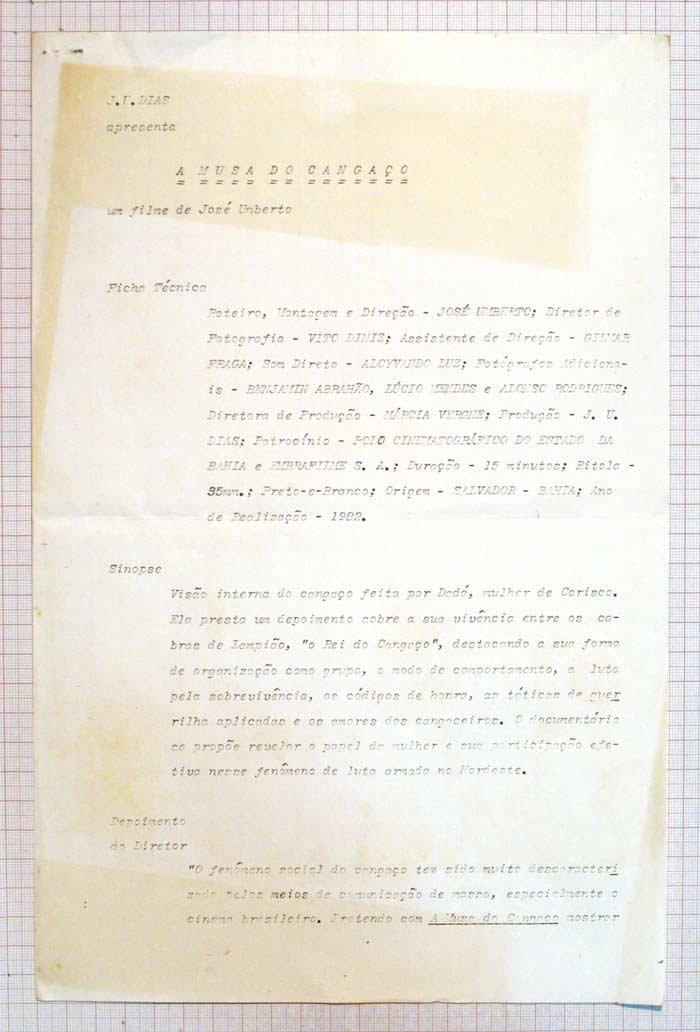 J.U.DIAS
apresenta
A MUSA DO CANGAÇO
um filme de José Umberto
Ficha Técnica
Roteiro, Montagem e Direção - JOSÉ UMBERTO; Diretor de
Fotografia - VITO DINIZ; Assistente de Direção - GILMAR
FRAGA; Som Direto - ALOYVANDO LUZ; Fotógrafos Adiciona-
is - BENJAMIN ABRAHÃO, LÚCIO MENDES e ALONSO RODRIGUES;
Diretora de Produção - MÁRCIA VERGNE; Produção - J. U.
DIAS; Patrocínio - POLO CINEMATOGRÁFICO DO ESTADO DA
BAHIA e EMBRAFILME S. A.; Duração - 15 minutos; Bitola -
35mm.; Preto-e-Branco; Origem - SALVADOR - BAHIA; Ano
de Realização - 1982.
Sinopse
Visão interna do cangaço feita por Dadá, mulher de Corisco.
Ela presta um depoimento sobre a sua vivência entre os ca-
bras de Lampião, "o Rei do Cangaço", destacando a sua forma
de organização como grupo, o modo de comportamento, a luta
pela sobrevivência, os códigos de honra, as táticas de guer
rilha aplicadas e os amores dos cangaceiros. O documentário
se propõe revelar o papel da mulher e sua participação efe-
tiva nesse fenômeno de luta armada no Nordeste.
Depoimento
do Diretor
"O fenômeno social do cangaço tem sido muito descaracteri
zado pelos meios de comunicação de massa, especialmente o
cinema brasileiro. Pretendo com A Musa do Cangaço mostrar